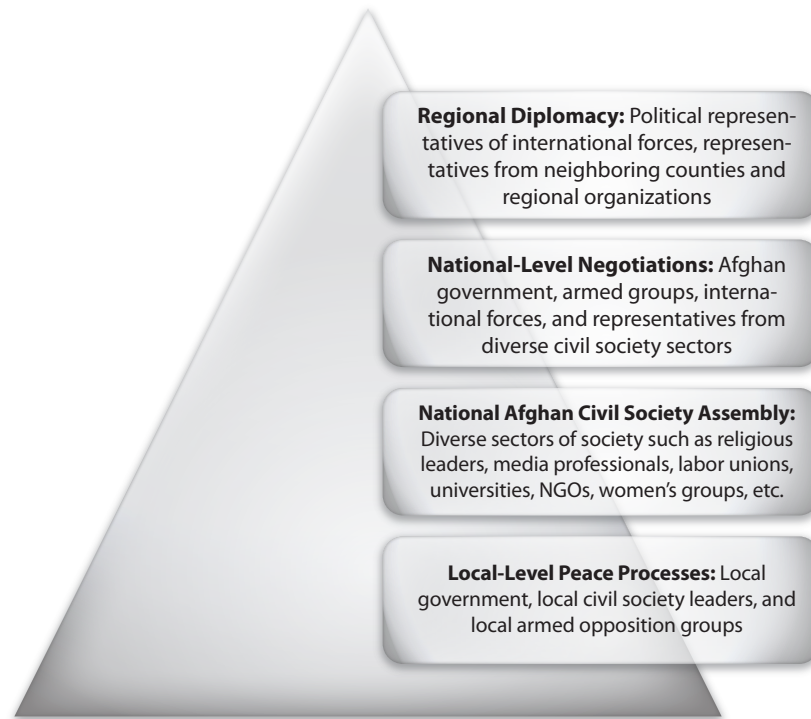 Regional Diplomacy: Political represen-
tatives of international forces, represen-
tatives from neighboring counties and
regional organizations
National-Level Negotiations: Afghan
government, armed groups, interna-
tional forces, and representatives from
diverse civil society sectors
National Afghan Civil Society Assembly:
Diverse sectors of society such as religious
leaders, media professionals, labor unions,
universities, NGOs, women’s groups, etc.
Local-Level Peace Processes: Local
government, local civil society leaders, and
local armed opposition groups